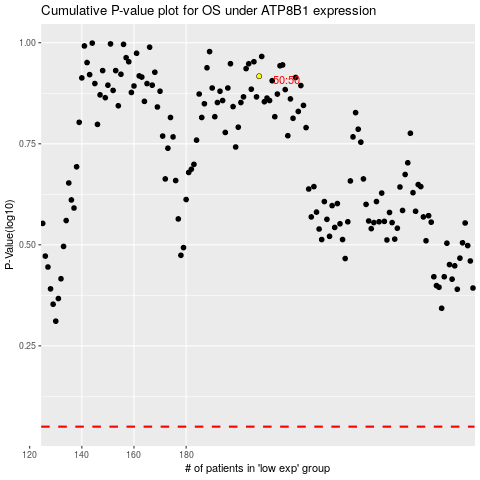 Cumulative P-value plot for OS under ATP8B1 expression
P-Value(log10)
1.00
0.75
0.50
0.25
50:50
120 140 160 180
# of patients in 'low exp' group